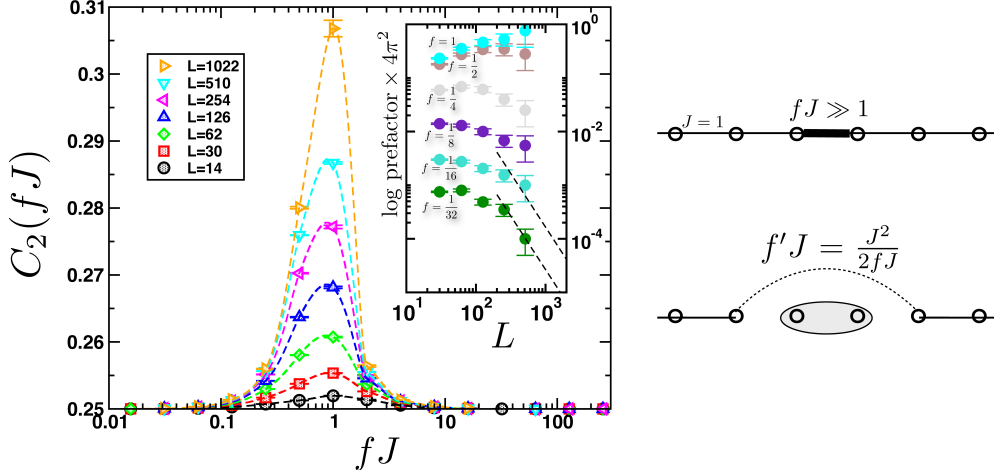 C₂(fJ)
0.31
0.3
0.29
0.28
0.27
0.26
0.25
0.01
0.1
1
10
100
fJ
L=1022
L=510
L=254
L=126
L=62
L=30
L=14
log prefactor × 4π²
f = 1
f = 1/2
f = 1/4
f = 1/8
f = 1/16
f = 1/32
10⁰
10⁻²
10⁻⁴
10¹
10²
10³
L
J = 1
fJ ≫ 1
f′J = J²/2fJ